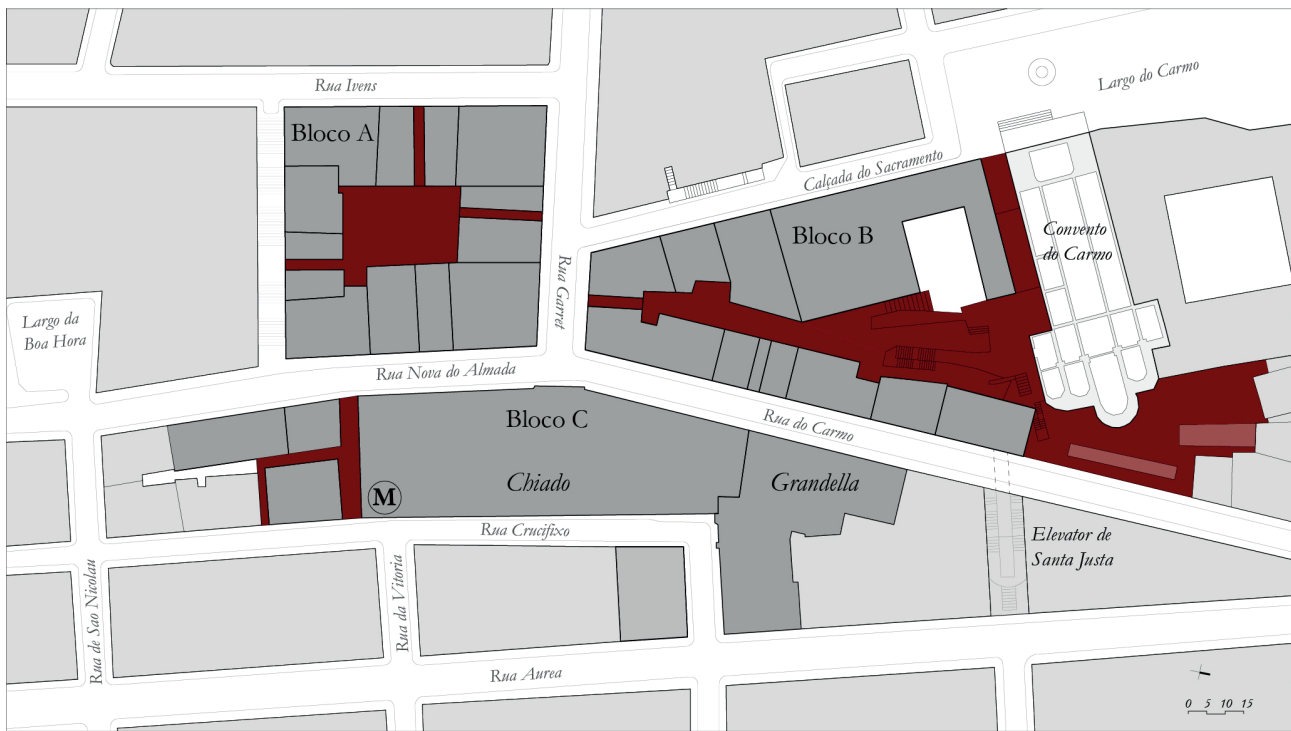 Rua Ivens
Largo do Carmo
Bloco A
Calçada do Sacramento
Bloco B
Convento
do Carmo
Rua Garret
Largo da
Boa Hora
Rua Nova do Almada
Rua do Carmo
Bloco C
Chiado
Grandella
M
Rua Crucifixo
Elevator de
Santa Justa
Rua de Sao Nicolau
Rua da Vitoria
Rua Aurea
0 5 10 15